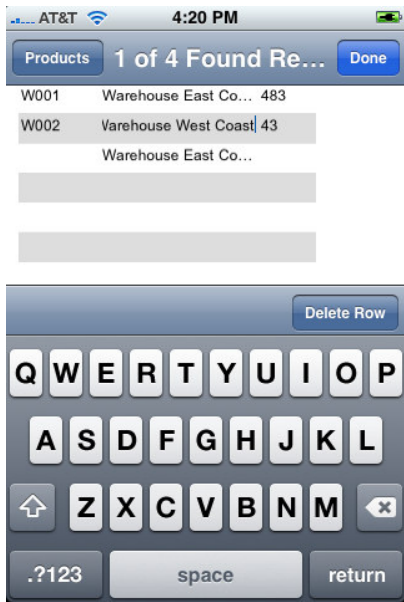 AT&T 4:20 PM
Products 1 of 4 Found Re... Done
W001 Warehouse East Co... 483
W002 Varehouse West Coast 43
Warehouse East Co...
Delete Row
Q W E R T Y U I O P
A S D F G H J K L
Z X C V B N M
.?123 space return